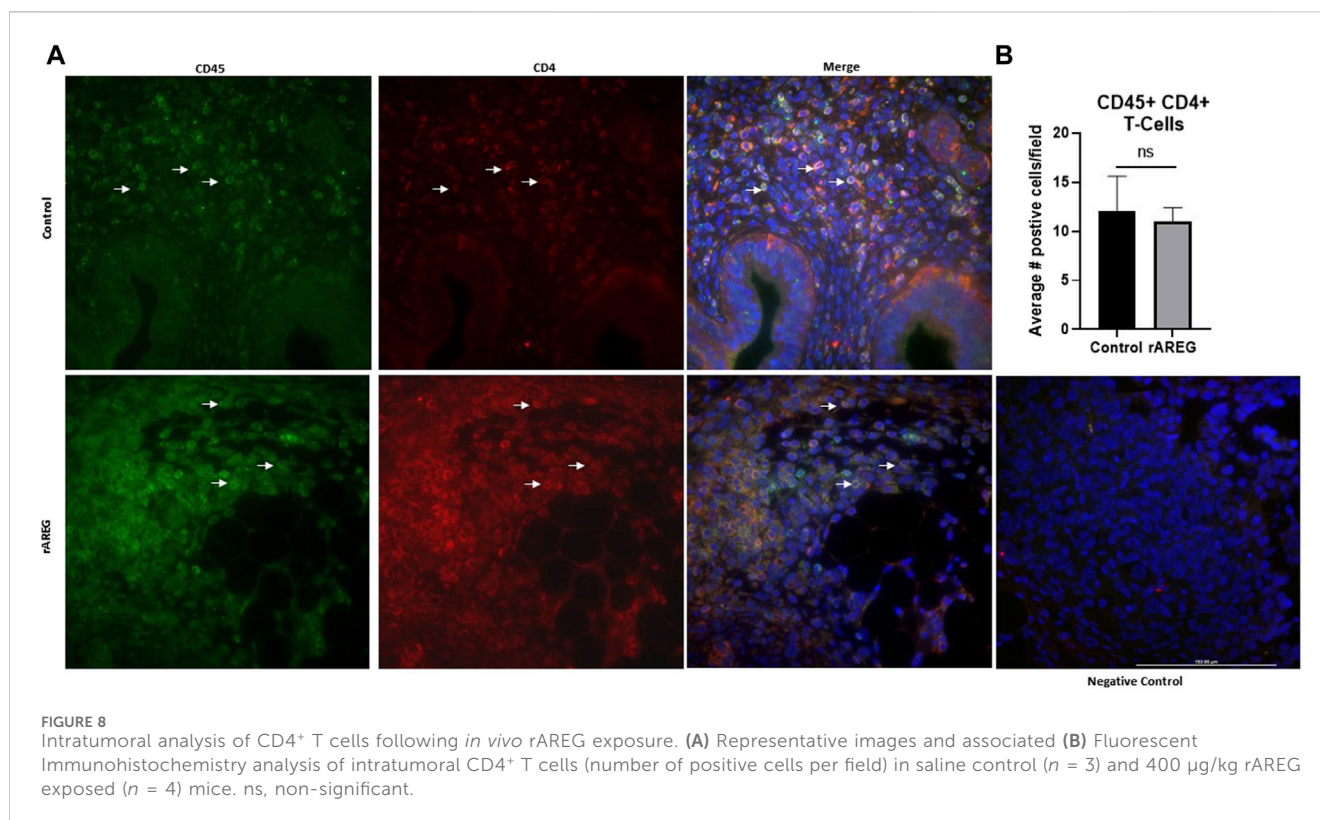 A
B
CD45
CD4
Merge
Control
rAREG
CD45+ CD4+
T-Cells
ns
Average # postive cells/field
20
15
10
5
0
Control rAREG
Negative Control
FIGURE 8
Intratumoral analysis of CD4⁺ T cells following in vivo rAREG exposure. (A) Representative images and associated (B) Fluorescent
Immunohistochemistry analysis of intratumoral CD4⁺ T cells (number of positive cells per field) in saline control (n = 3) and 400 µg/kg rAREG
exposed (n = 4) mice. ns, non-significant.